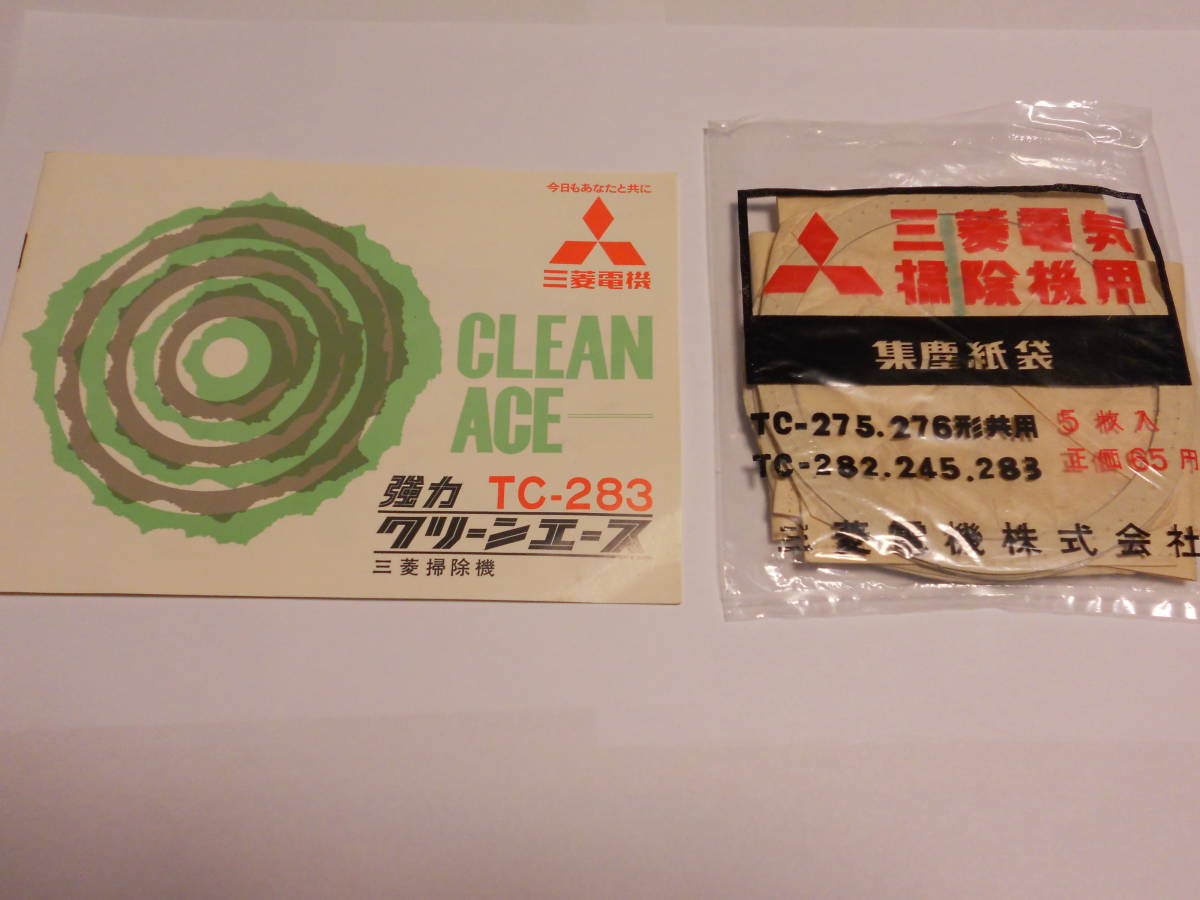 今日もあなたと共に
三菱電機
CLEAN
ACE
強力 TC-283
クリーンエース
三菱掃除機
三菱電気
掃除機用
集塵紙袋
TC-275.276形共用 5枚入
TC-282.245.283 正価65円
三菱電機株式会社